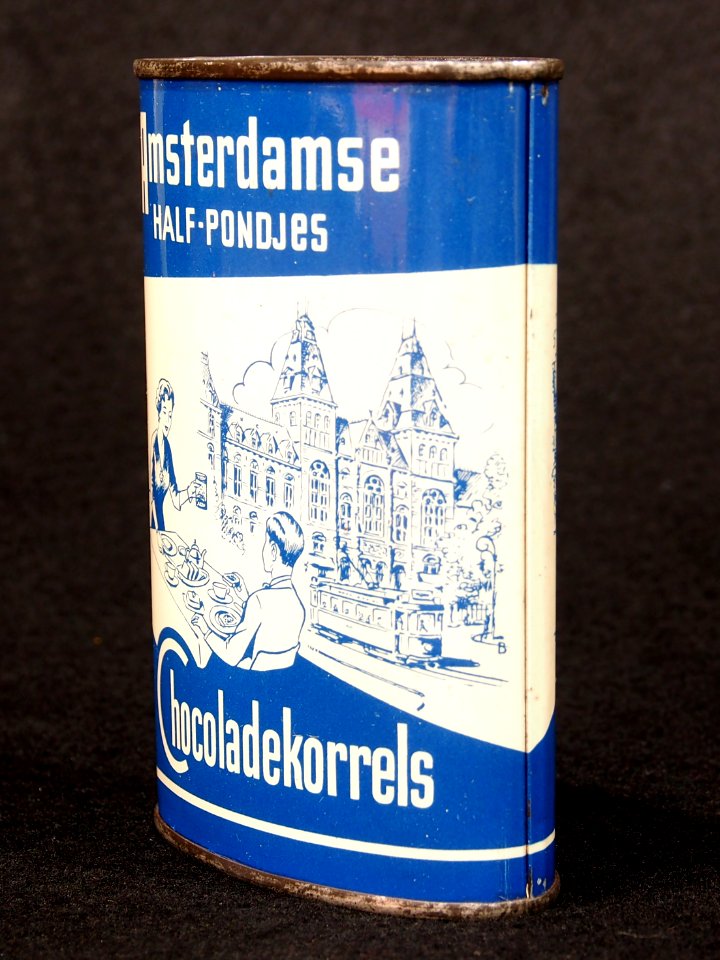 Amsterdamse
HALF-PONDJES
Chocoladekorrels
B